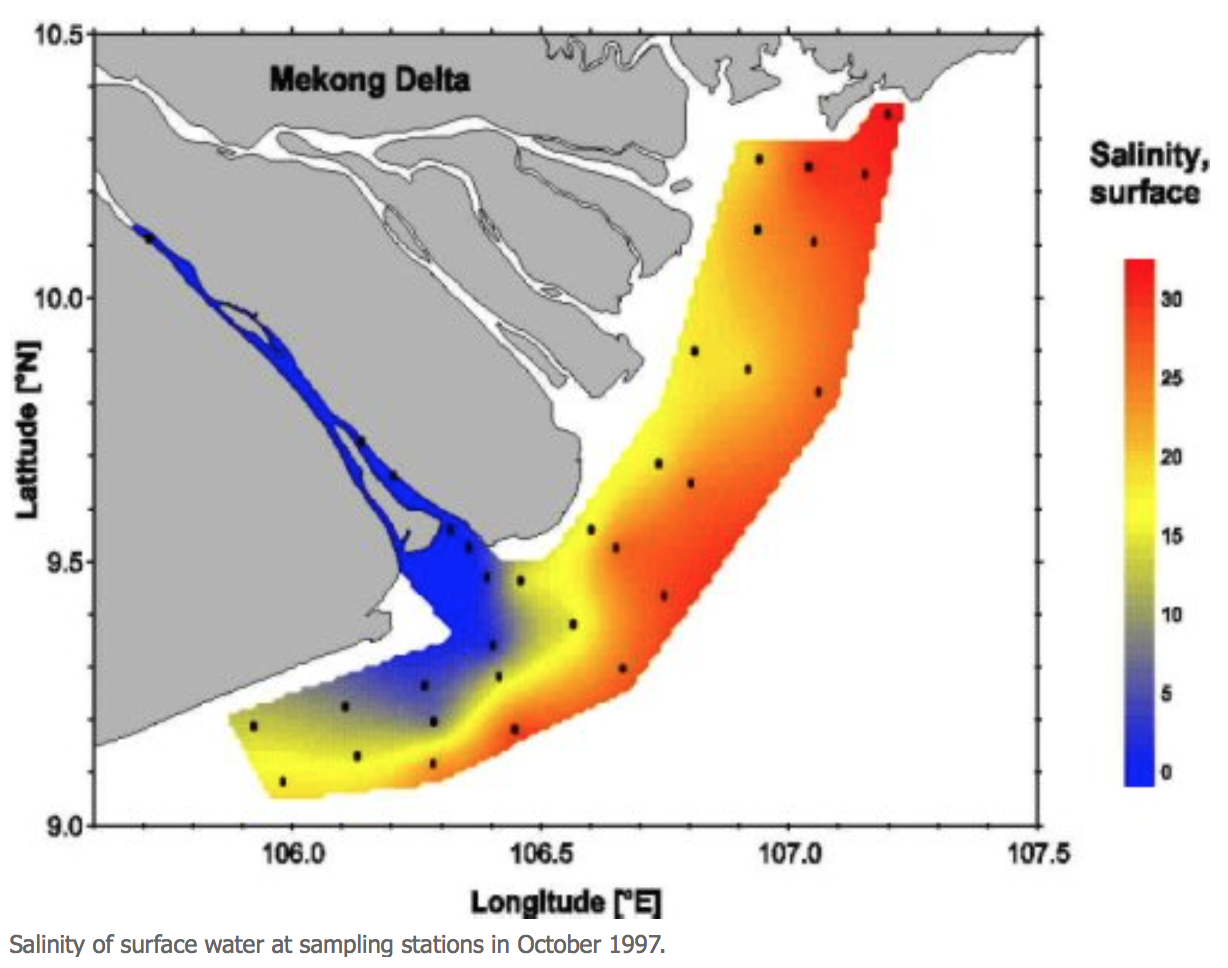 10.5
Mekong Delta
Salinity,
surface
30
10.0
25
Latitude [°N]
20
15
9.5
10
5
0
9.0
106.0 106.5 107.0 107.5
Longitude [°E]
Salinity of surface water at sampling stations in October 1997.